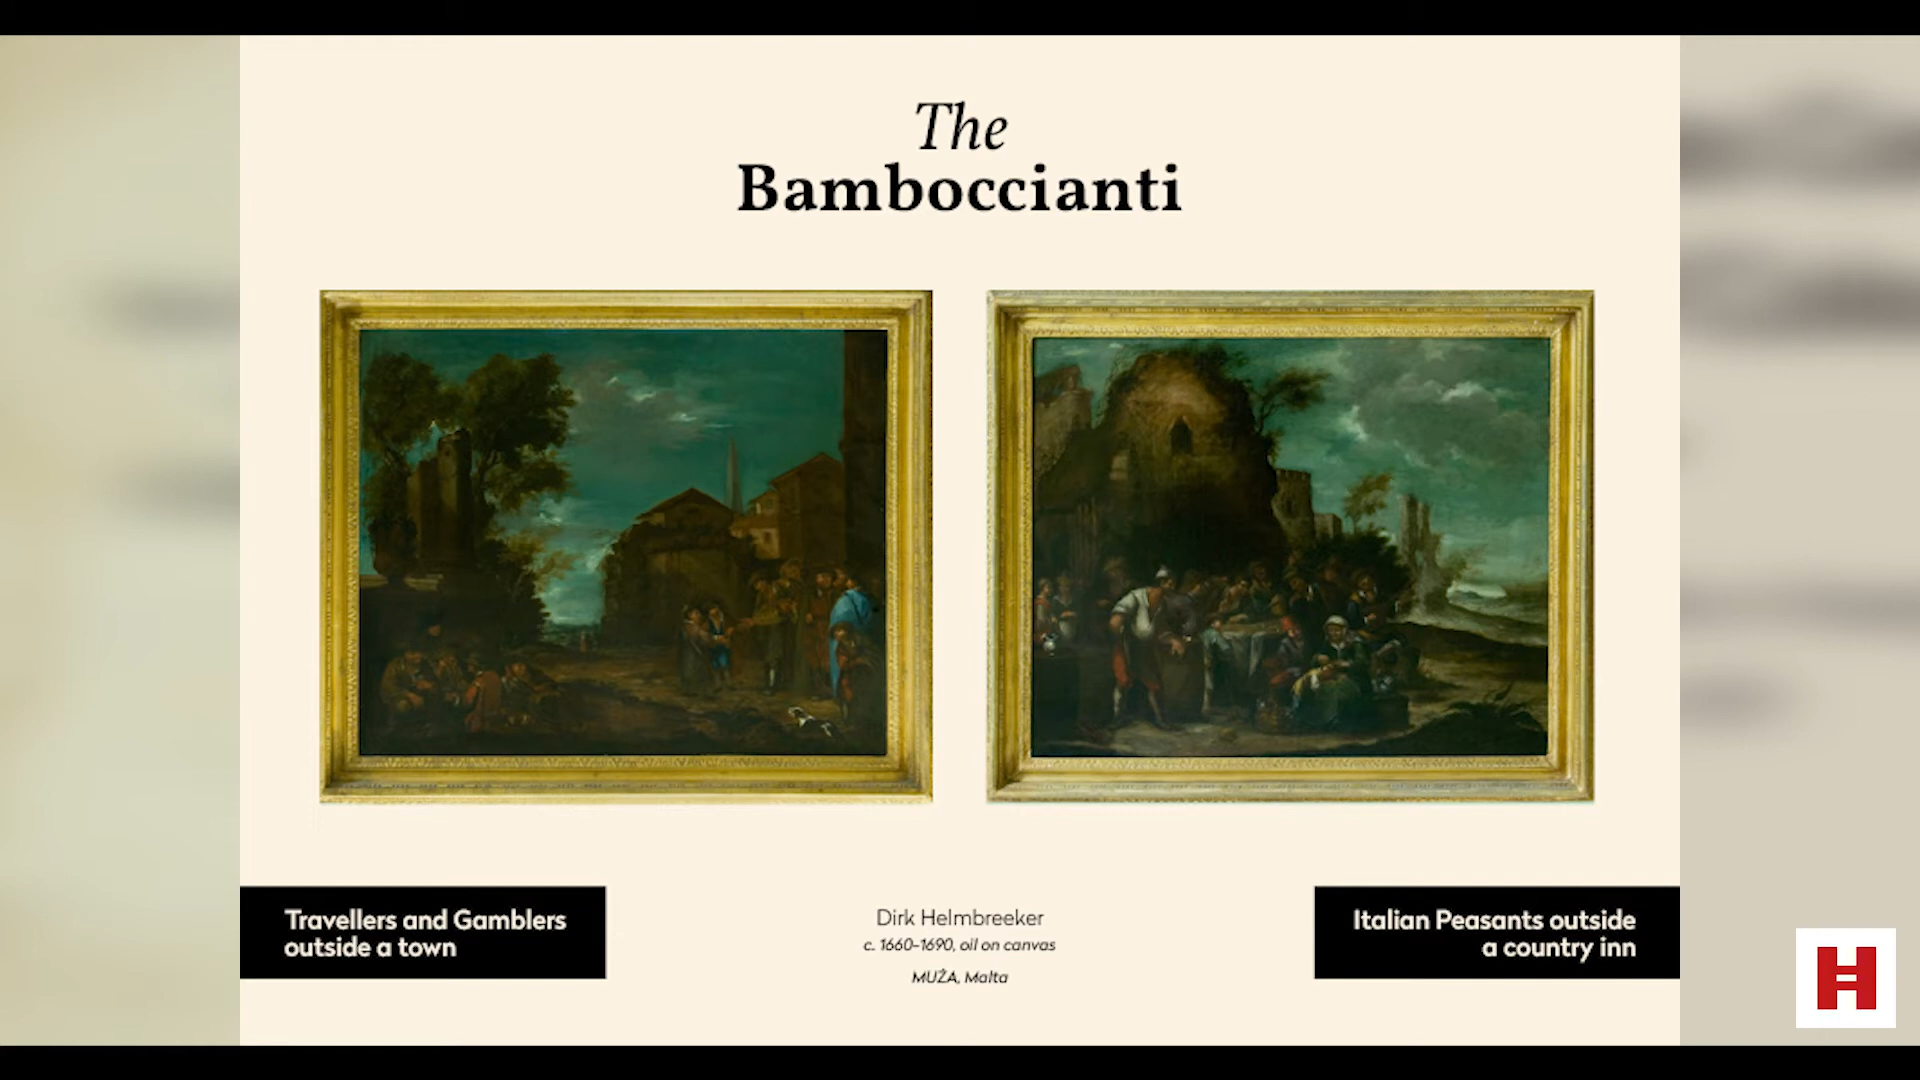 The
Bamboccianti
Travellers and Gamblers
outside a town
Dirk Helmbreeker
c. 1660-1690, oil on canvas
MUŻA, Malta
Italian Peasants outside
a country inn
H